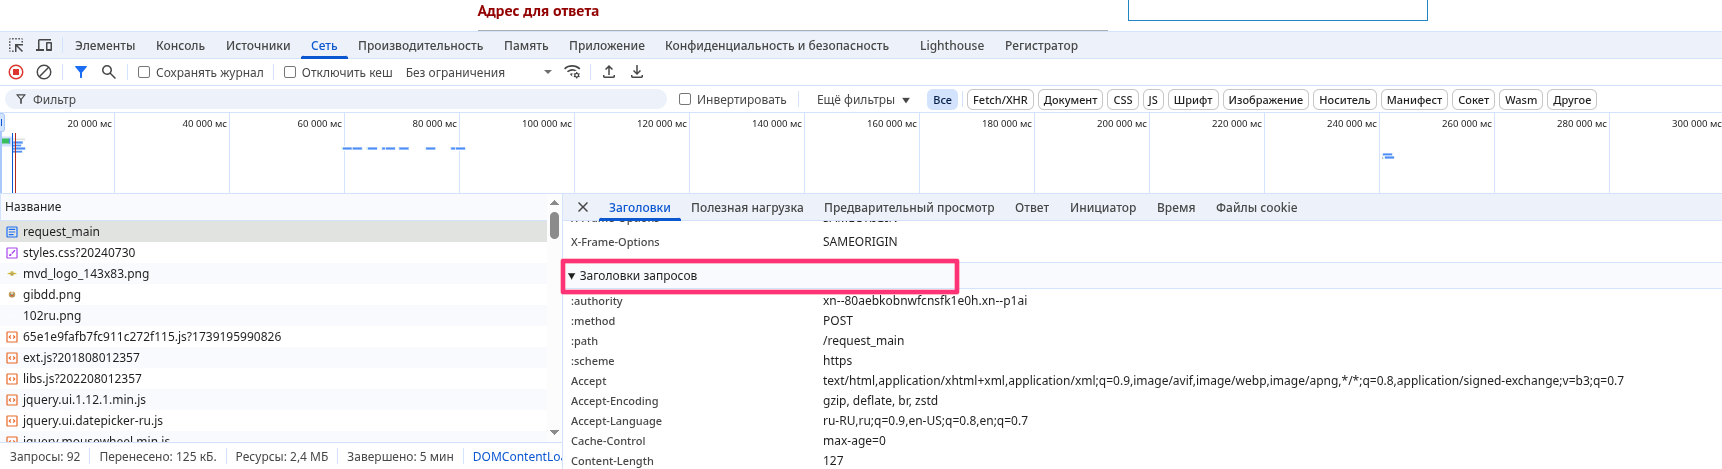 Адрес для ответа
Элементы Консоль Источники Сеть Производительность Память Приложение Конфиденциальность и безопасность Lighthouse Регистратор
Сохранять журнал Отключить кеш Без ограничения
Фильтр Инвертировать Ещё фильтры Все Fetch/XHR Документ CSS JS Шрифт Изображение Носитель Манифест Сокет Wasm Другое
20 000 мс 40 000 мс 60 000 мс 80 000 мс 100 000 мс 120 000 мс 140 000 мс 160 000 мс 180 000 мс 200 000 мс 220 000 мс 240 000 мс 260 000 мс 280 000 мс 300 000 мс
Название
request_main
styles.css?20240730
mvd_logo_143x83.png
gibdd.png
102ru.png
65e1e9fafb7fc911c272f115.js?1739195990826
ext.js?201808012357
libs.js?202208012357
jquery.ui.1.12.1.min.js
jquery.ui.datepicker-ru.js
jquery.mousewheel.min.js
Запросы: 92 Перенесено: 125 кБ. Ресурсы: 2,4 МБ Завершено: 5 мин DOMContentLoa
Заголовки Полезная нагрузка Предварительный просмотр Ответ Инициатор Время Файлы cookie
X-Frame-Options SAMEORIGIN
X-Frame-Options SAMEORIGIN
Заголовки запросов
:authority xn--80aebkobnwfcnsfk1e0h.xn--p1ai
:method POST
:path /request_main
:scheme https
Accept text/html,application/xhtml+xml,application/xml;q=0.9,image/avif,image/webp,image/apng,*/*;q=0.8,application/signed-exchange;v=b3;q=0.7
Accept-Encoding gzip, deflate, br, zstd
Accept-Language ru-RU,ru;q=0.9,en-US;q=0.8,en;q=0.7
Cache-Control max-age=0
Content-Length 127